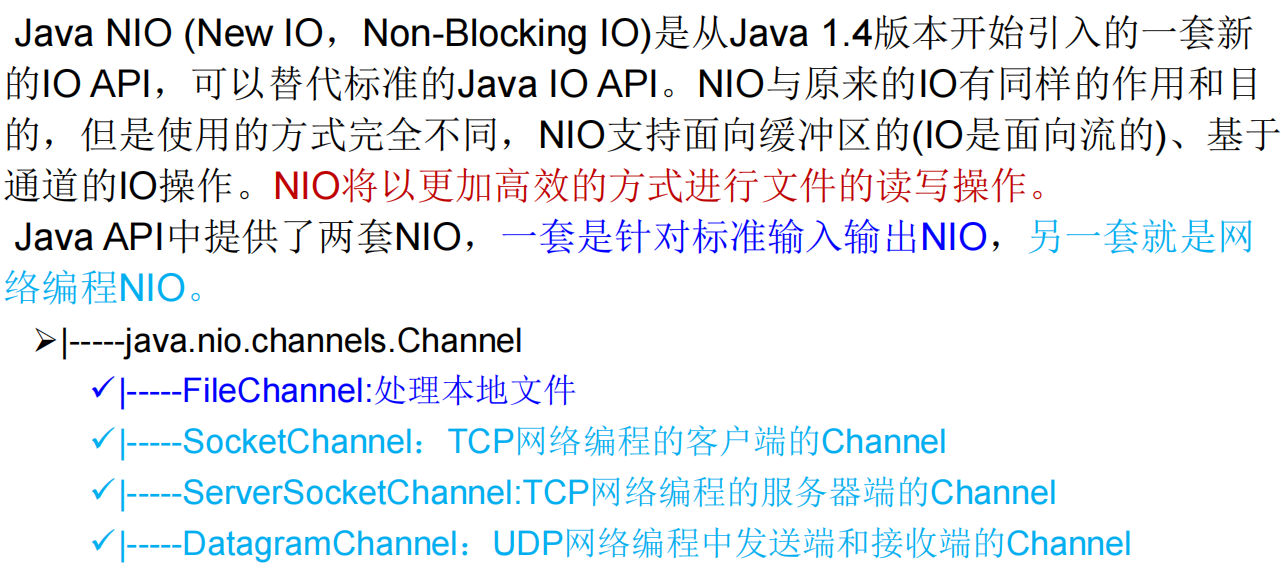 Java NIO (New IO，Non-Blocking IO)是从Java 1.4版本开始引入的一套新
的IO API，可以替代标准的Java IO API。NIO与原来的IO有同样的作用和目
的，但是使用的方式完全不同，NIO支持面向缓冲区的(IO是面向流的)、基于
通道的IO操作。NIO将以更加高效的方式进行文件的读写操作。
Java API中提供了两套NIO，一套是针对标准输入输出NIO，另一套就是网
络编程NIO。
➢|-----java.nio.channels.Channel
✓|-----FileChannel:处理本地文件
✓|-----SocketChannel：TCP网络编程的客户端的Channel
✓|-----ServerSocketChannel:TCP网络编程的服务器端的Channel
✓|-----DatagramChannel：UDP网络编程中发送端和接收端的Channel